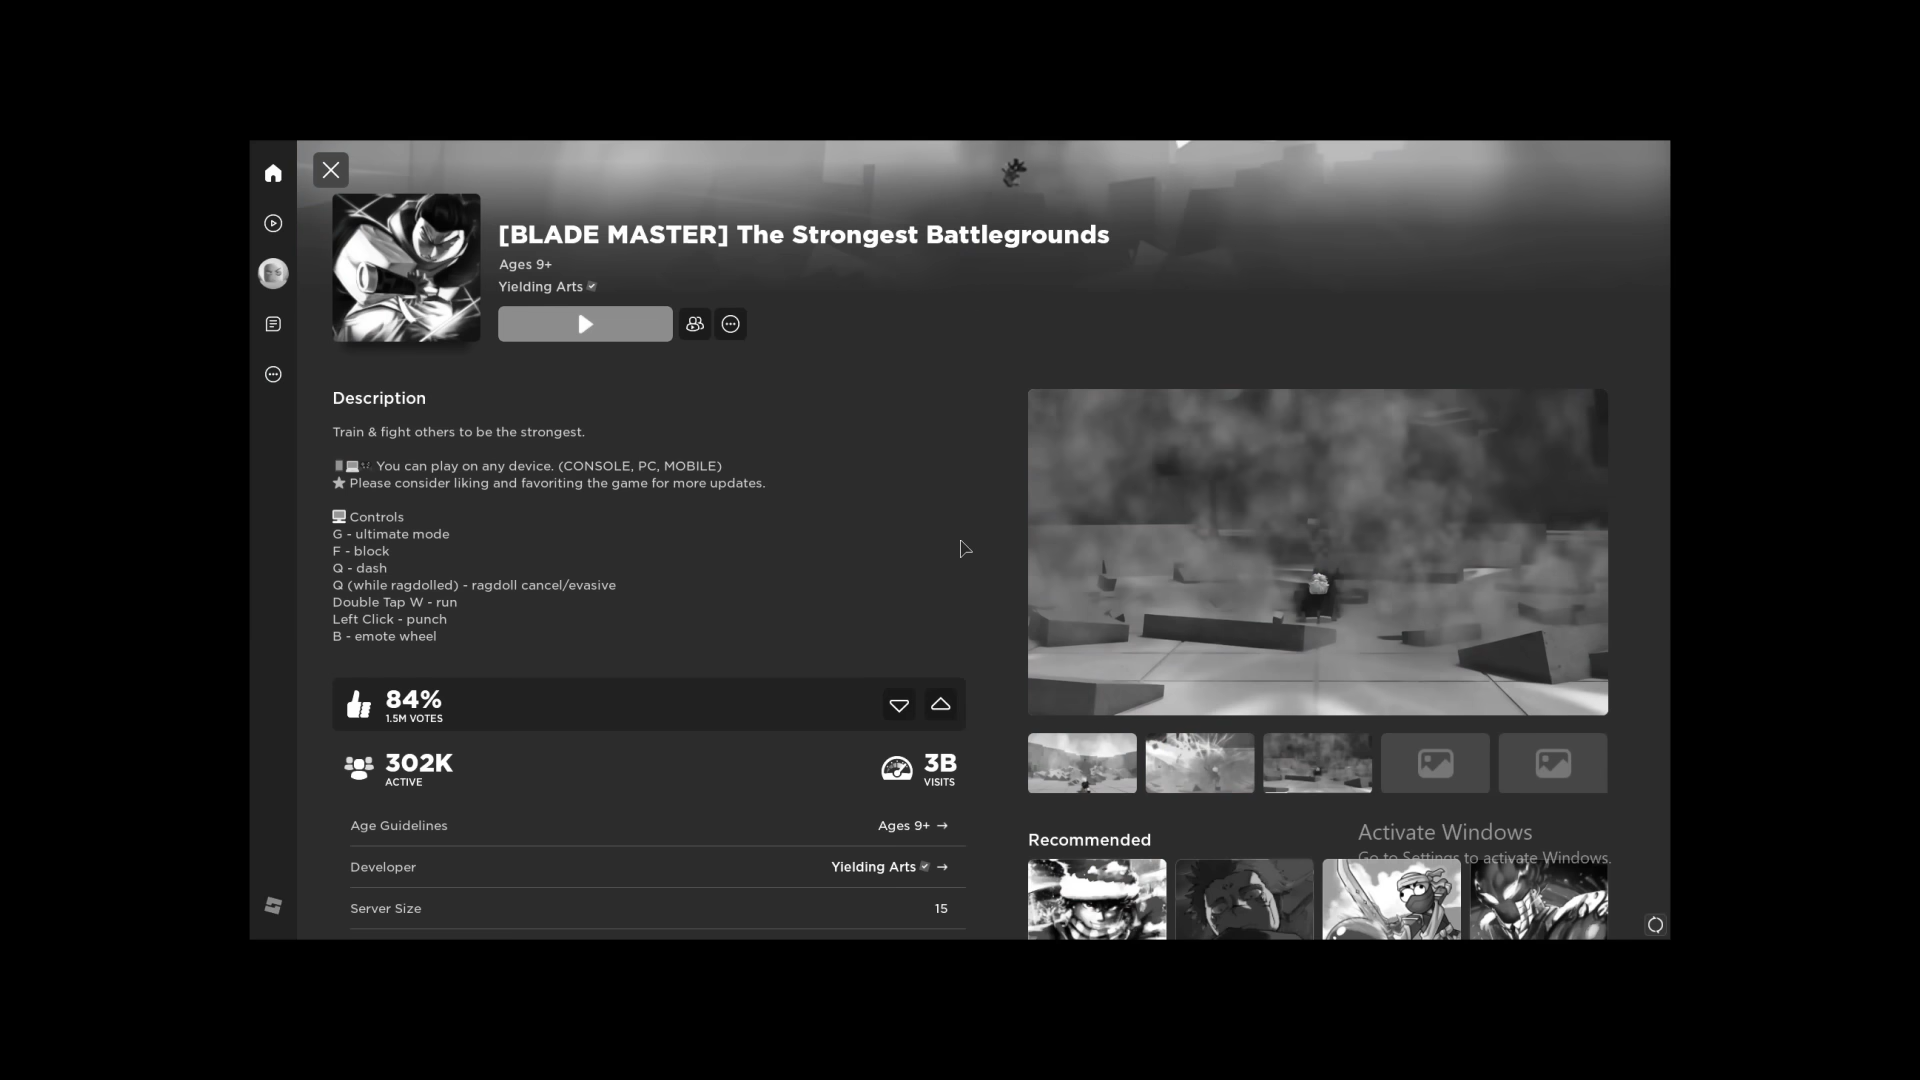 [BLADE MASTER] The Strongest Battlegrounds
Ages 9+
Yielding Arts
Description
Train & fight others to be the strongest.
You can play on any device. (CONSOLE, PC, MOBILE)
Please consider liking and favoriting the game for more updates.
Controls
G - ultimate mode
F - block
Q - dash
Q (while ragdolled) - ragdoll cancel/evasive
Double Tap W - run
Left Click - punch
B - emote wheel
84%
1.5M VOTES
302K
ACTIVE
3B
VISITS
Age Guidelines
Ages 9+ →
Developer
Yielding Arts →
Server Size
15
Recommended
Activate Windows
Go to Settings to activate Windows.